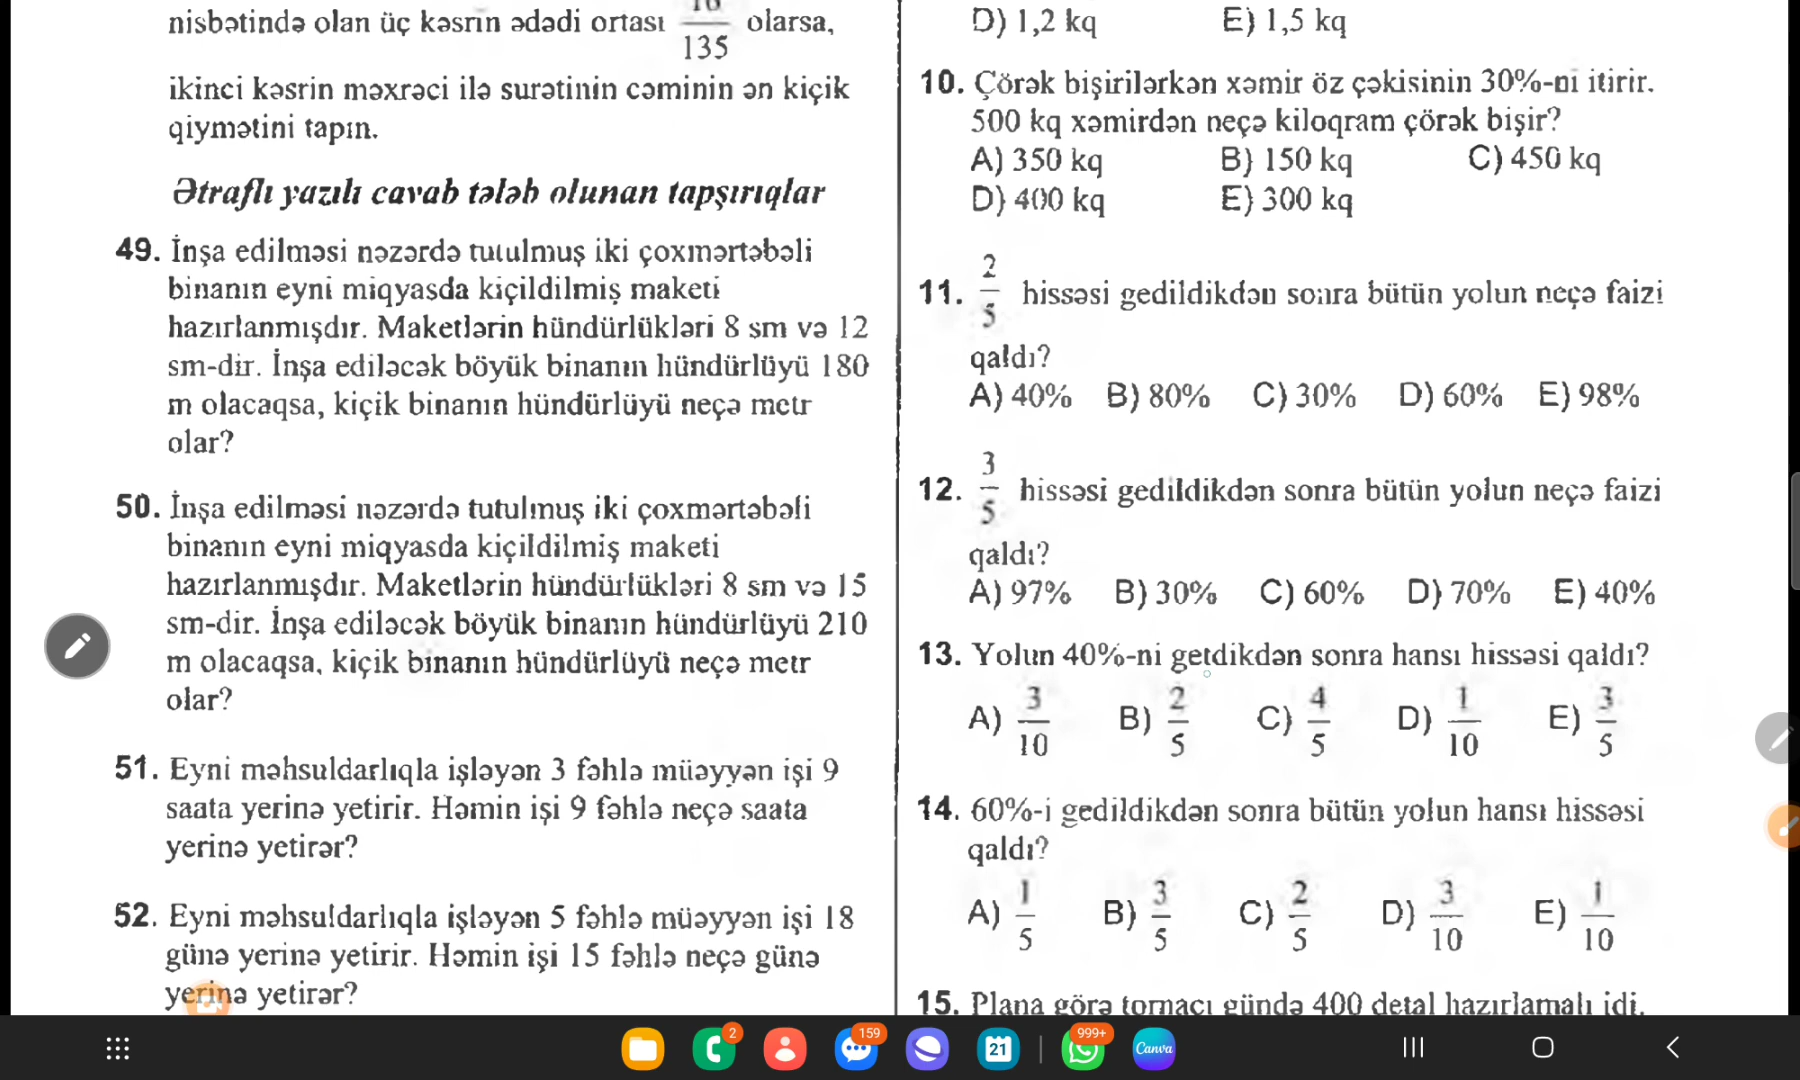 nisbətində olan üç kəsrin ədədi ortası 16/135 olarsa,
ikinci kəsrin məxrəci ilə surətinin cəminin ən kiçik
qiymətini tapın.
Ətraflı yazılı cavab tələb olunan tapşırıqlar
49. İnşa edilməsi nəzərdə tutulmuş iki çoxmərtəbəli
binanın eyni miqyasda kiçildilmiş maketi
hazırlanmışdır. Maketlərin hündürlükləri 8 sm və 12
sm-dir. İnşa ediləcək böyük binanın hündürlüyü 180
m olacaqsa, kiçik binanın hündürlüyü neçə metr
olar?
50. İnşa edilməsi nəzərdə tutulmuş iki çoxmərtəbəli
binanın eyni miqyasda kiçildilmiş maketi
hazırlanmışdır. Maketlərin hündürlükləri 8 sm və 15
sm-dir. İnşa ediləcək böyük binanın hündürlüyü 210
m olacaqsa, kiçik binanın hündürlüyü neçə metr
olar?
51. Eyni məhsuldarlıqla işləyən 3 fəhlə müəyyən işi 9
saata yerinə yetirir. Həmin işi 9 fəhlə neçə saata
yerinə yetirər?
52. Eyni məhsuldarlıqla işləyən 5 fəhlə müəyyən işi 18
günə yerinə yetirir. Həmin işi 15 fəhlə neçə günə
yerinə yetirər?
D) 1,2 kq E) 1,5 kq
10. Çörək bişirilərkən xəmir öz çəkisinin 30%-ni itirir.
500 kq xəmirdən neçə kiloqram çörək bişir?
A) 350 kq B) 150 kq C) 450 kq
D) 400 kq E) 300 kq
11. 2/5 hissəsi gedildikdən sonra bütün yolun neçə faizi
qaldı?
A) 40% B) 80% C) 30% D) 60% E) 98%
12. 3/5 hissəsi gedildikdən sonra bütün yolun neçə faizi
qaldı?
A) 97% B) 30% C) 60% D) 70% E) 40%
13. Yolun 40%-ni getdikdən sonra hansı hissəsi qaldı?
A) 3/10 B) 2/5 C) 4/5 D) 1/10 E) 3/5
14. 60%-i gedildikdən sonra bütün yolun hansı hissəsi
qaldı?
A) 1/5 B) 3/5 C) 2/5 D) 3/10 E) 1/10
15. Plana görə tornaçı gündə 400 detal hazırlamalı idi.
2
159
21
999+
Canva